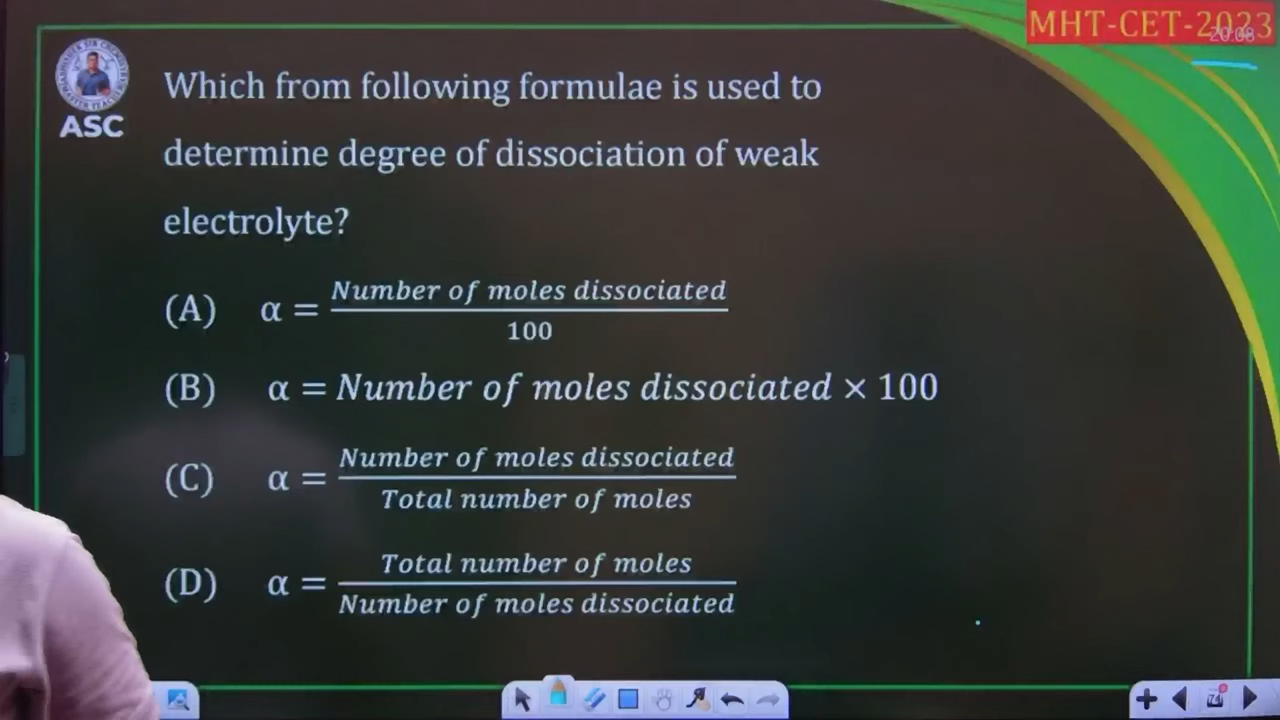 MHT-CET-2023
20:08
ASC
Which from following formulae is used to
determine degree of dissociation of weak
electrolyte?
(A) α = Number of moles dissociated / 100
(B) α = Number of moles dissociated × 100
(C) α = Number of moles dissociated / Total number of moles
(D) α = Total number of moles / Number of moles dissociated